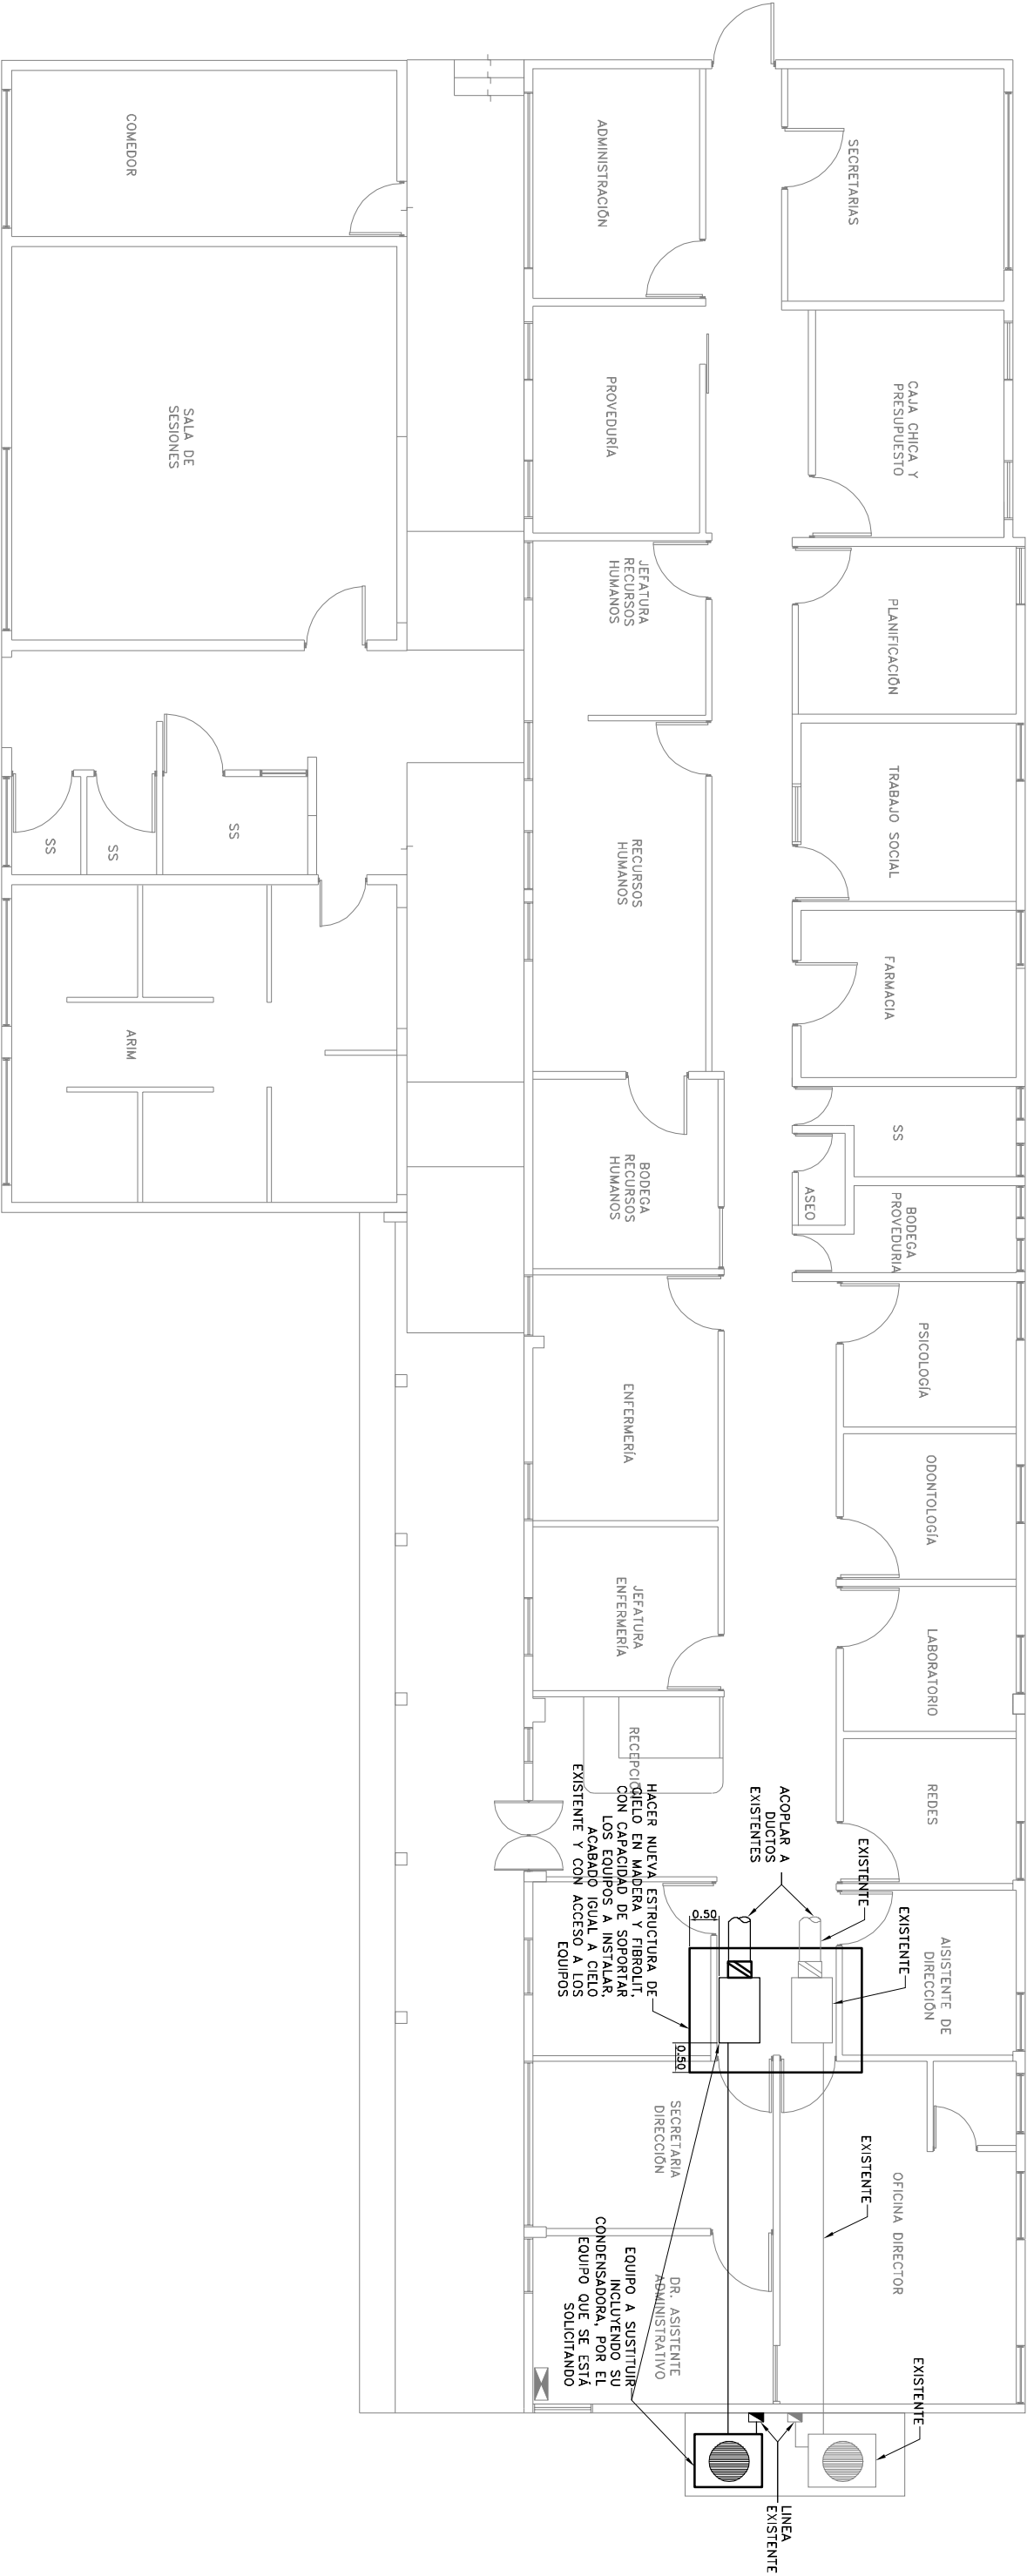 SECRETARIAS
CAJA CHICA Y
PRESUPUESTO
PLANIFICACIÓN
TRABAJO SOCIAL
FARMACIA
SS
BODEGA
PROVEDURIA
ASEO
PSICOLOGÍA
ODONTOLOGÍA
LABORATORIO
REDES
AISISTENTE DE
DIRECCIÓN
OFICINA DIRECTOR
EXISTENTE
EXISTENTE
EXISTENTE
EXISTENTE
ACOPLAR A
DUCTOS
EXISTENTES
LINEA
EXISTENTE
0.50
0.50
ADMINISTRACIÓN
PROVEDURÍA
JEFATURA
RECURSOS
HUMANOS
RECURSOS
HUMANOS
BODEGA
RECURSOS
HUMANOS
ENFERMERÍA
JEFATURA
ENFERMERÍA
RECEPCIÓN
HACER NUEVA ESTRUCTURA DE
CIELO EN MADERA Y FIBROLIT,
CON CAPACIDAD DE SOPORTAR
LOS EQUIPOS A INSTALAR,
ACABADO IGUAL A CIELO
EXISTENTE Y CON ACCESO A LOS
EQUIPOS
SECRETARIA
DIRECCIÓN
DR. ASISTENTE
ADMINISTRATIVO
EQUIPO A SUSTITUIR
INCLUYENDO SU
CONDENSADORA, POR EL
EQUIPO QUE SE ESTÁ
SOLICITANDO
COMEDOR
SALA DE
SESIONES
SS
SS
SS
ARIM